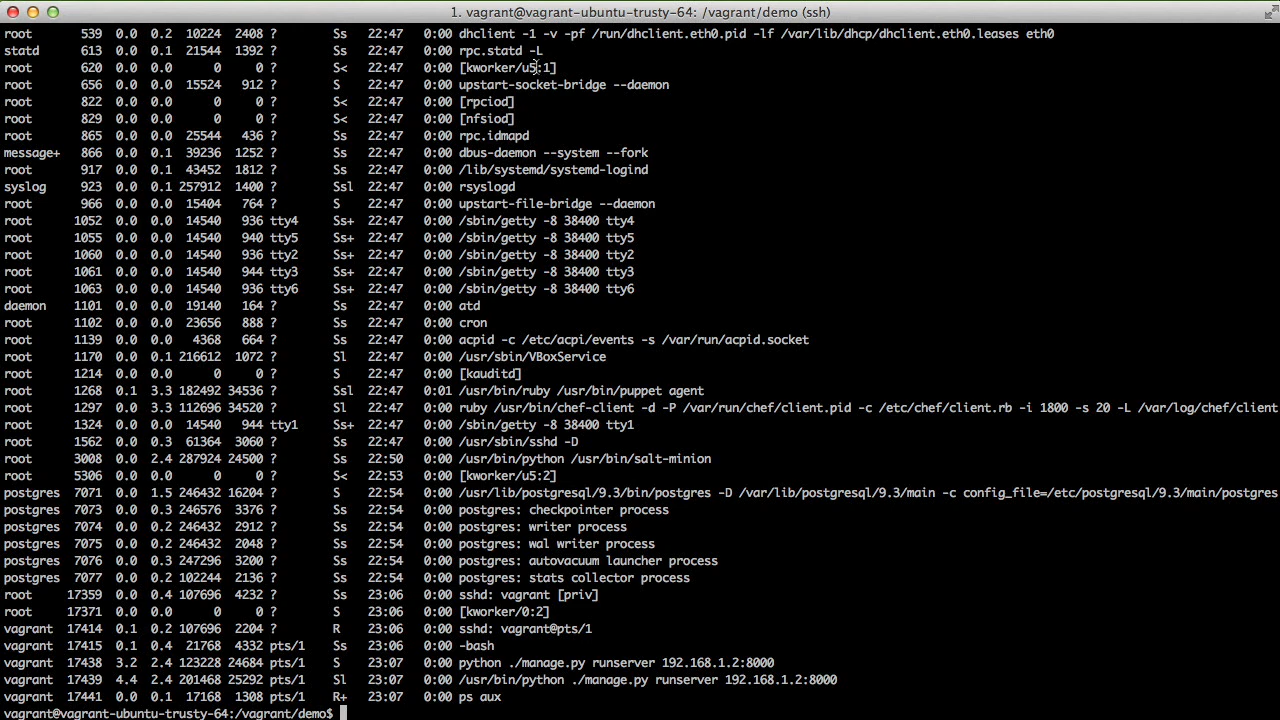 1. vagrant@vagrant-ubuntu-trusty-64: /vagrant/demo (ssh)
root 539 0.0 0.2 10224 2408 ? Ss 22:47 0:00 dhclient -1 -v -pf /run/dhclient.eth0.pid -lf /var/lib/dhcp/dhclient.eth0.leases eth0
statd 613 0.0 0.1 21544 1392 ? Ss 22:47 0:00 rpc.statd -L
root 620 0.0 0.0 0 0 ? S< 22:47 0:00 [kworker/u5:1]
root 656 0.0 0.0 15524 912 ? S 22:47 0:00 upstart-socket-bridge --daemon
root 822 0.0 0.0 0 0 ? S< 22:47 0:00 [rpciod]
root 829 0.0 0.0 0 0 ? S< 22:47 0:00 [nfsiod]
root 865 0.0 0.0 25544 436 ? Ss 22:47 0:00 rpc.idmapd
message+ 866 0.0 0.1 39236 1252 ? Ss 22:47 0:00 dbus-daemon --system --fork
root 917 0.0 0.1 43452 1812 ? Ss 22:47 0:00 /lib/systemd/systemd-logind
syslog 923 0.0 0.1 257912 1400 ? Ssl 22:47 0:00 rsyslogd
root 966 0.0 0.0 15404 764 ? S 22:47 0:00 upstart-file-bridge --daemon
root 1052 0.0 0.0 14540 936 tty4 Ss+ 22:47 0:00 /sbin/getty -8 38400 tty4
root 1055 0.0 0.0 14540 940 tty5 Ss+ 22:47 0:00 /sbin/getty -8 38400 tty5
root 1060 0.0 0.0 14540 936 tty2 Ss+ 22:47 0:00 /sbin/getty -8 38400 tty2
root 1061 0.0 0.0 14540 944 tty3 Ss+ 22:47 0:00 /sbin/getty -8 38400 tty3
root 1063 0.0 0.0 14540 936 tty6 Ss+ 22:47 0:00 /sbin/getty -8 38400 tty6
daemon 1101 0.0 0.0 19140 164 ? Ss 22:47 0:00 atd
root 1102 0.0 0.0 23656 888 ? Ss 22:47 0:00 cron
root 1139 0.0 0.0 4368 664 ? Ss 22:47 0:00 acpid -c /etc/acpi/events -s /var/run/acpid.socket
root 1170 0.0 0.1 216612 1072 ? Sl 22:47 0:00 /usr/sbin/VBoxService
root 1214 0.0 0.0 0 0 ? S 22:47 0:00 [kauditd]
root 1268 0.1 3.3 182492 34536 ? Ssl 22:47 0:01 /usr/bin/ruby /usr/bin/puppet agent
root 1297 0.0 3.3 112696 34520 ? Sl 22:47 0:00 ruby /usr/bin/chef-client -d -P /var/run/chef/client.pid -c /etc/chef/client.rb -i 1800 -s 20 -L /var/log/chef/client
root 1324 0.0 0.0 14540 944 tty1 Ss+ 22:47 0:00 /sbin/getty -8 38400 tty1
root 1562 0.0 0.3 61364 3060 ? Ss 22:47 0:00 /usr/sbin/sshd -D
root 3008 0.0 2.4 287924 24500 ? Ss 22:50 0:00 /usr/bin/python /usr/bin/salt-minion
root 5306 0.0 0.0 0 0 ? S< 22:53 0:00 [kworker/u5:2]
postgres 7071 0.0 1.5 246432 16204 ? S 22:54 0:00 /usr/lib/postgresql/9.3/bin/postgres -D /var/lib/postgresql/9.3/main -c config_file=/etc/postgresql/9.3/main/postgres
postgres 7073 0.0 0.3 246576 3376 ? Ss 22:54 0:00 postgres: checkpointer process
postgres 7074 0.0 0.2 246432 2912 ? Ss 22:54 0:00 postgres: writer process
postgres 7075 0.0 0.2 246432 2048 ? Ss 22:54 0:00 postgres: wal writer process
postgres 7076 0.0 0.3 247296 3200 ? Ss 22:54 0:00 postgres: autovacuum launcher process
postgres 7077 0.0 0.2 102244 2136 ? Ss 22:54 0:00 postgres: stats collector process
root 17359 0.0 0.4 107696 4232 ? Ss 23:06 0:00 sshd: vagrant [priv]
root 17371 0.0 0.0 0 0 ? S 23:06 0:00 [kworker/0:2]
vagrant 17414 0.1 0.2 107696 2204 ? R 23:06 0:00 sshd: vagrant@pts/1
vagrant 17415 0.1 0.4 21768 4332 pts/1 Ss 23:06 0:00 -bash
vagrant 17438 3.2 2.4 123228 24684 pts/1 S 23:07 0:00 python ./manage.py runserver 192.168.1.2:8000
vagrant 17439 4.4 2.4 201468 25292 pts/1 Sl 23:07 0:00 /usr/bin/python ./manage.py runserver 192.168.1.2:8000
vagrant 17441 0.0 0.1 17168 1308 pts/1 R+ 23:07 0:00 ps aux
vagrant@vagrant-ubuntu-trusty-64:/vagrant/demo$